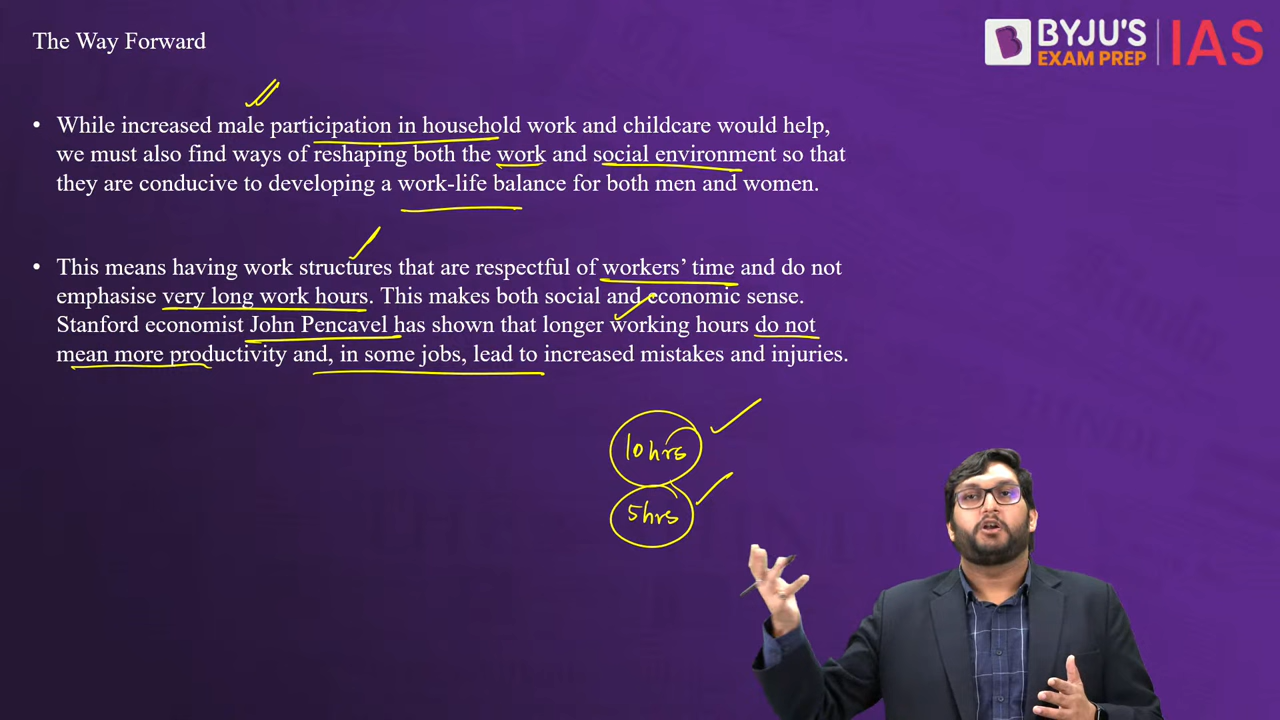 The Way Forward
BYJU'S
EXAM PREP
IAS
• While increased male participation in household work and childcare would help,
we must also find ways of reshaping both the work and social environment so that
they are conducive to developing a work-life balance for both men and women.
• This means having work structures that are respectful of workers' time and do not
emphasise very long work hours. This makes both social and economic sense.
Stanford economist John Pencavel has shown that longer working hours do not
mean more productivity and, in some jobs, lead to increased mistakes and injuries.
10hrs
5hrs